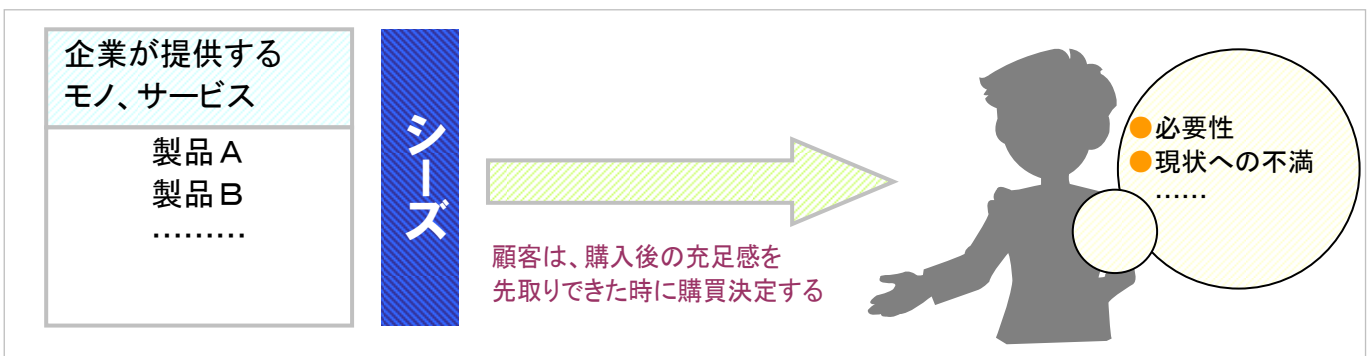 企業が提供する
モノ、サービス
製品A
製品B
………
シーズ
顧客は、購入後の充足感を
先取りできた時に購買決定する
●必要性
●現状への不満
……